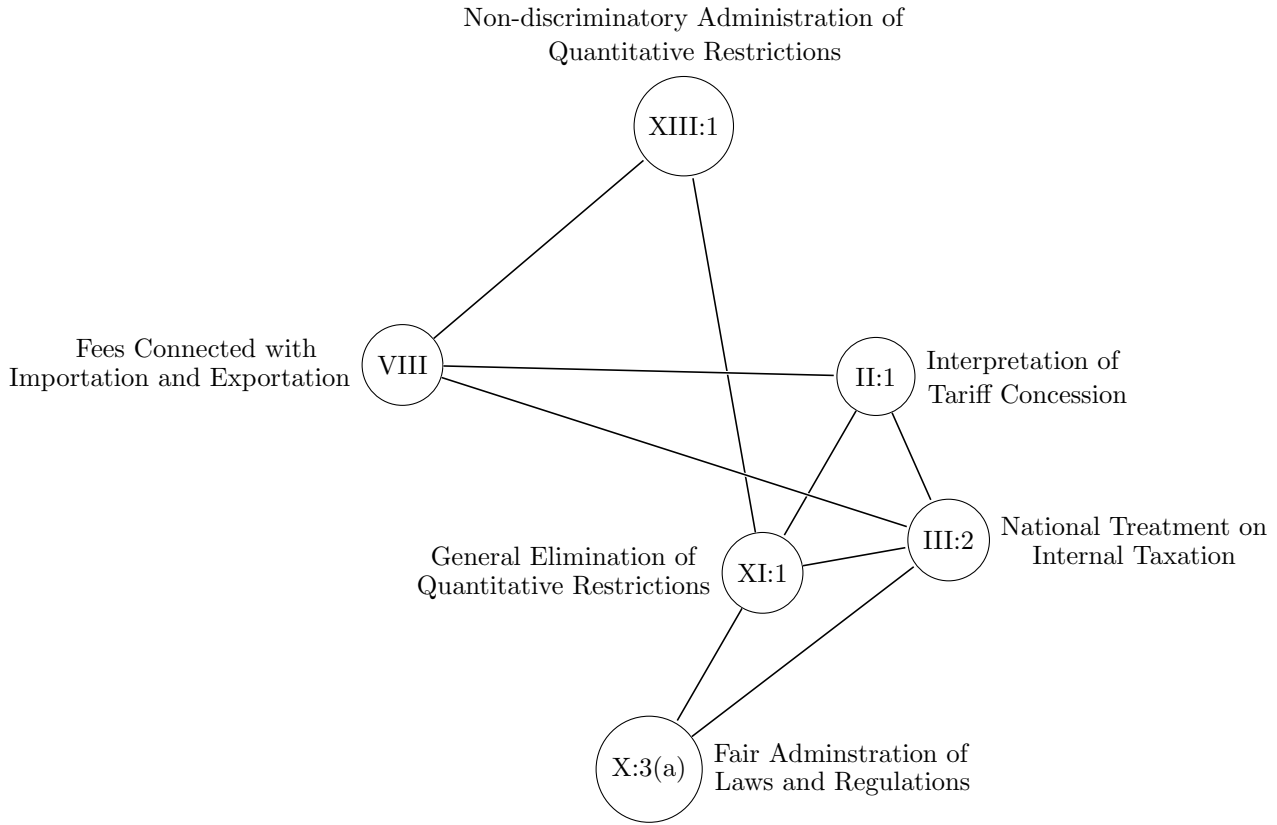 Non-discriminatory Administration of
Quantitative Restrictions
XIII:1
Fees Connected with
Importation and Exportation
VIII
II:1
Interpretation of
Tariff Concession
General Elimination of
Quantitative Restrictions
XI:1
III:2
National Treatment on
Internal Taxation
X:3(a)
Fair Adminstration of
Laws and Regulations